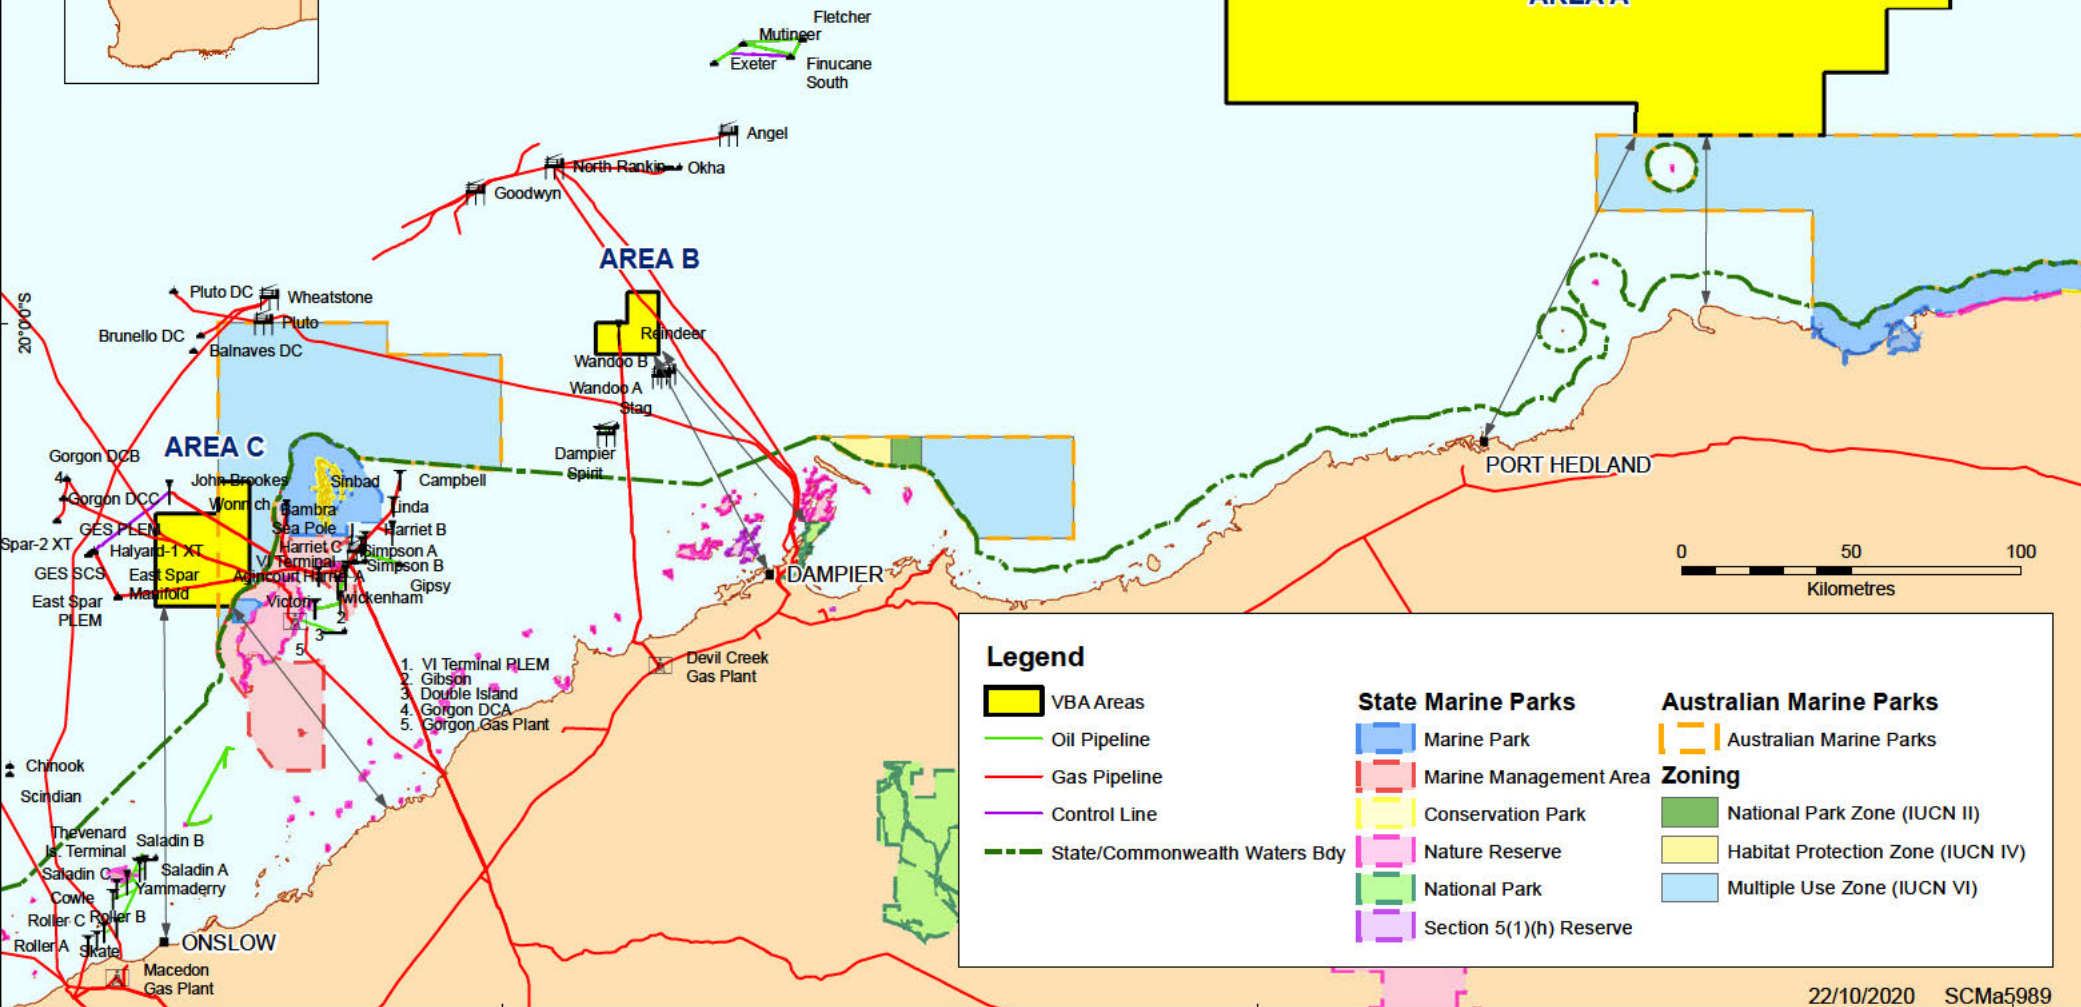 AREA A
Fletcher
Mutineer
Exeter
Finucane
South
Angel
North Rankin
Okha
Goodwyn
AREA B
Pluto DC
Wheatstone
20°0'0"S
Pluto
Brunello DC
Balnaves DC
Reindeer
Wandoo B
Wandoo A
Stag
Dampier
Spirit
AREA C
Gorgon DCB
4
Gorgon DCC
John Brookes
Sinbad
Campbell
Linda
Bambra
Sea Pole
Harriet B
GES PLEM
Spar-2 XT
Halyard-1 XT
Harriet C
Simpson A
Simpson B
VI Terminal
GES SCS
East Spar
Manifold
Agincourt
Gipsy
East Spar
PLEM
Wickenham
2
3
5
PORT HEDLAND
DAMPIER
0 50 100
Kilometres
Devil Creek
Gas Plant
1. VI Terminal PLEM
2. Gibson
3. Double Island
4. Gorgon DCA
5. Gorgon Gas Plant
Chinook
Scindian
Thevenard
Is. Terminal
Saladin B
Saladin C
Saladin A
Yammaderry
Cowle
Roller C
Roller B
Roller A
Skate
ONSLOW
Macedon
Gas Plant
Legend
VBA Areas
Oil Pipeline
Gas Pipeline
Control Line
State/Commonwealth Waters Bdy
State Marine Parks
Marine Park
Marine Management Area
Conservation Park
Nature Reserve
National Park
Section 5(1)(h) Reserve
Australian Marine Parks
Australian Marine Parks
Zoning
National Park Zone (IUCN II)
Habitat Protection Zone (IUCN IV)
Multiple Use Zone (IUCN VI)
22/10/2020 SCMa5989